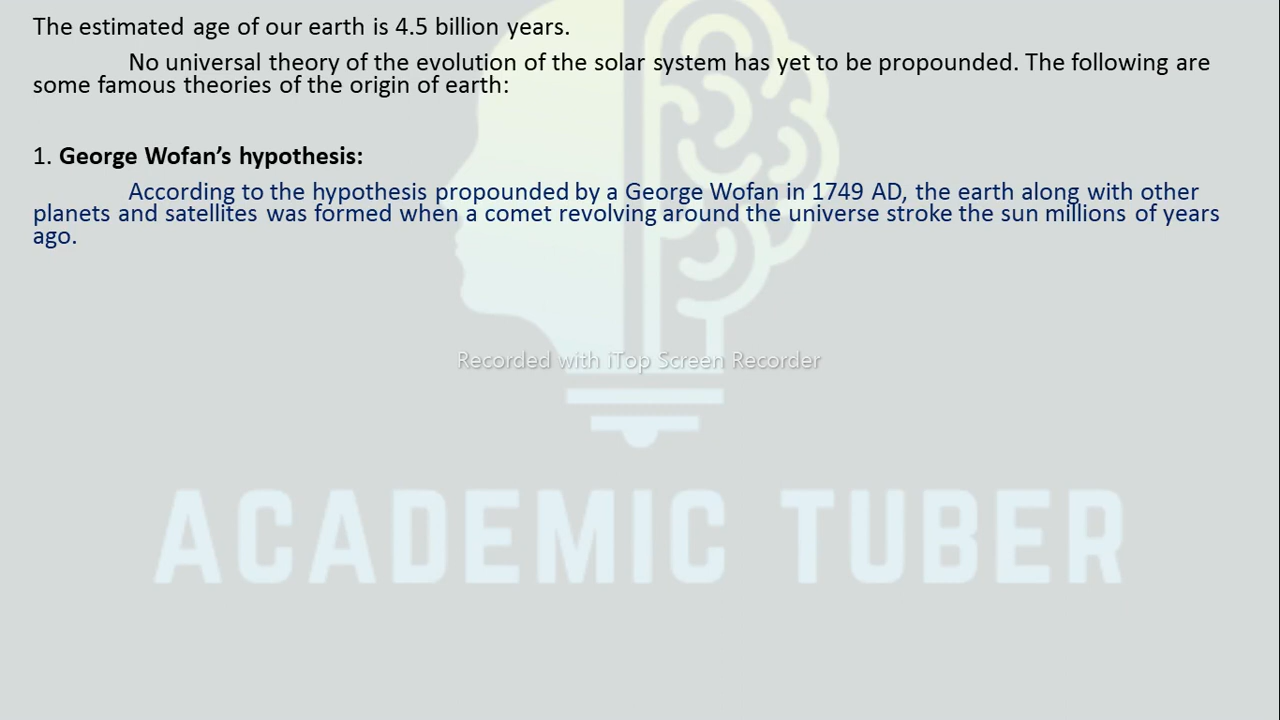 The estimated age of our earth is 4.5 billion years.
No universal theory of the evolution of the solar system has yet to be propounded. The following are
some famous theories of the origin of earth:
1. George Wofan’s hypothesis:
According to the hypothesis propounded by a George Wofan in 1749 AD, the earth along with other
planets and satellites was formed when a comet revolving around the universe stroke the sun millions of years
ago.
Recorded with iTop Screen Recorder
ACADEMIC TUBER